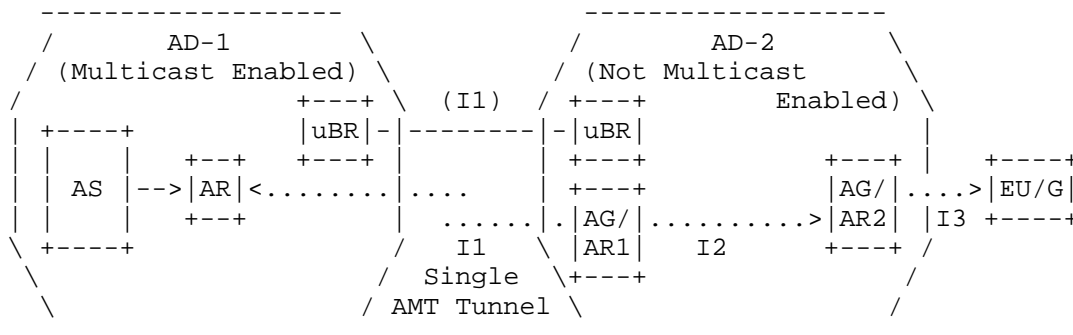 -------------------               -------------------
  /       AD-1        \             /       AD-2        \
 / (Multicast Enabled) \           / (Not Multicast      \
/                 +---+ \  (I1)   / +---+        Enabled) \
|  +----+         |uBR|-|--------|-|uBR|                   |
|  |    |  +--+   +---+ |        | +---+           +---+ |   +----+
|  | AS |-->|AR|<........|....    | +---+           |AG/|....>|EU/G|
|  |    |  +--+         |  ......|.|AG/|..........>|AR2| |I3 +----+
\  +----+               /   I1   \ |AR1|    I2     +---+ /
 \                     /  Single  \+---+                /
  \                   / AMT Tunnel \                   /